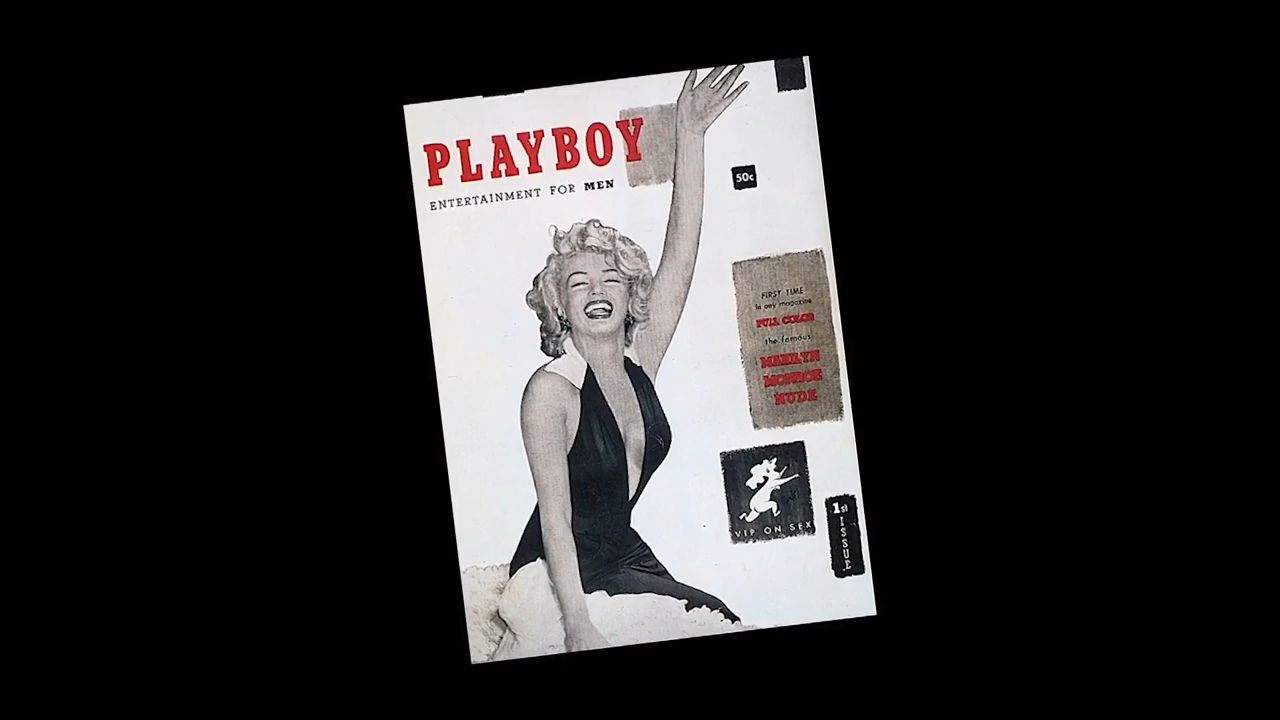 PLAYBOY
ENTERTAINMENT FOR MEN
50c
FIRST TIME
in any magazine
FULL COLOR
the famous
MARILYN
MONROE
NUDE
VIP ON SEX
1st
ISSUE